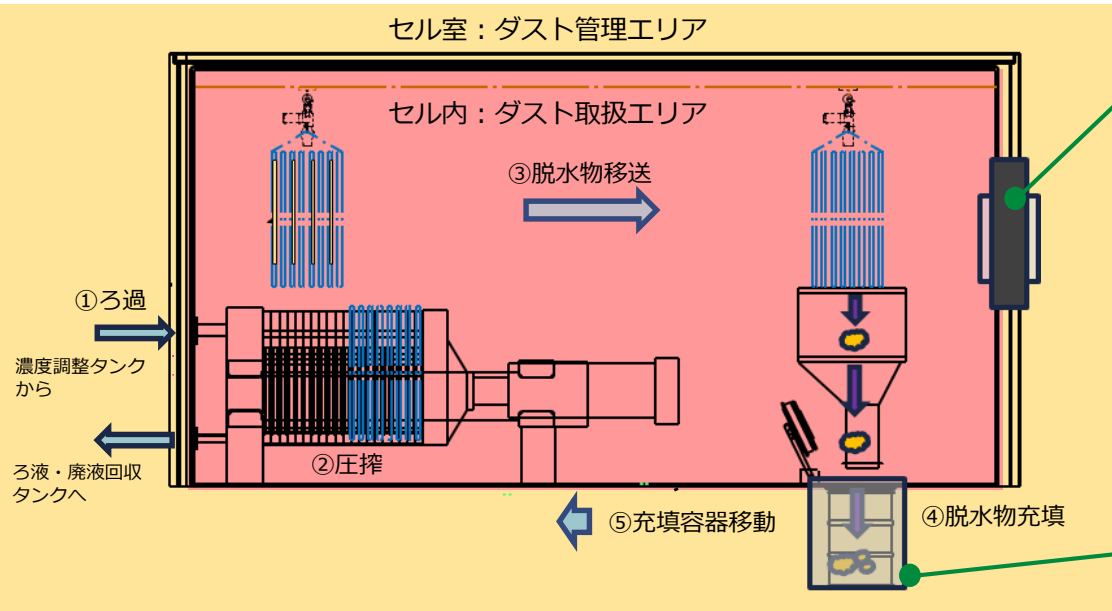 セル室：ダスト管理エリア
セル内：ダスト取扱エリア
③脱水物移送
①ろ過
濃度調整タンク
から
②圧搾
ろ液・廃液回収
タンクへ
⑤充填容器移動
④脱水物充填